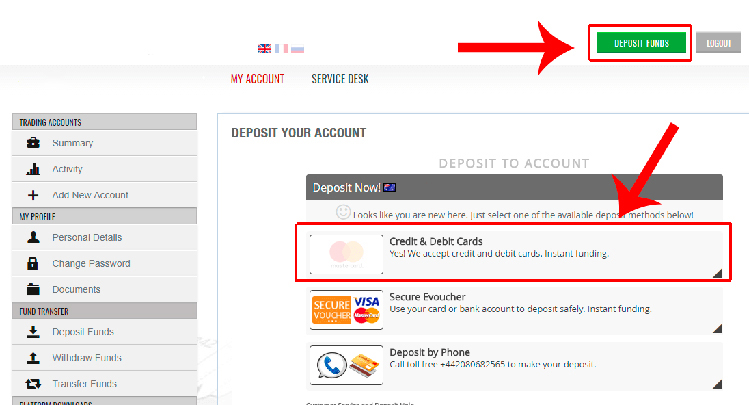 DEPOSIT FUNDS
LOGOUT
MY ACCOUNT
SERVICE DESK
TRADING ACCOUNTS
Summary
Activity
Add New Account
MY PROFILE
Personal Details
Change Password
Documents
FUND TRANSFER
Deposit Funds
Withdraw Funds
Transfer Funds
PLATFORM DOWNLOADS
DEPOSIT YOUR ACCOUNT
DEPOSIT TO ACCOUNT
Deposit Now!
Looks like you are new here. Just select one of the available deposit methods below!
Credit & Debit Cards
Yes! We accept credit and debit cards. Instant funding.
SECURE
VOUCHER
VISA
MasterCard
Secure Evoucher
Use your card or bank account to deposit safely. Instant funding.
Deposit by Phone
Call toll free +442080682565 to make your deposit.